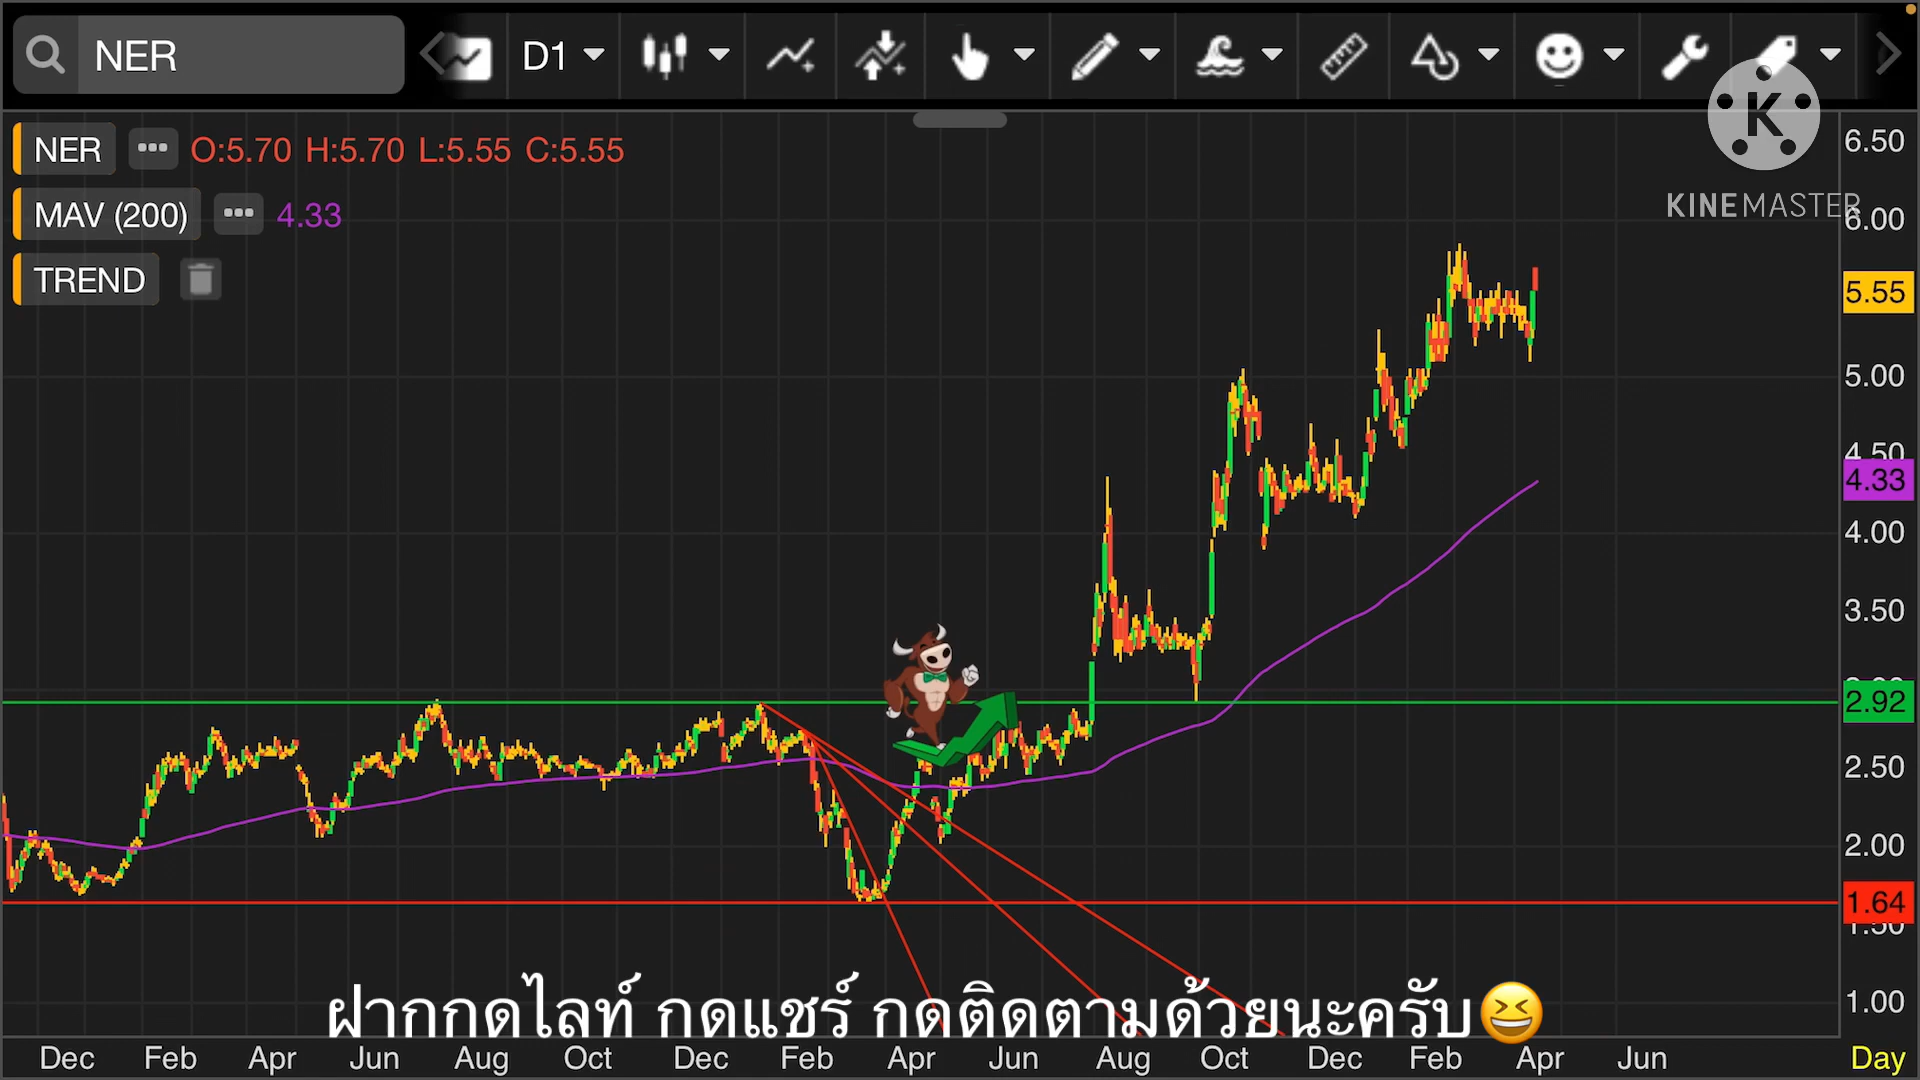 NER
D1
K
KINEMASTER
NER ••• O:5.70 H:5.70 L:5.55 C:5.55
MAV (200) ••• 4.33
TREND
6.50
6.00
5.55
5.00
4.50
4.33
4.00
3.50
2.92
2.50
2.00
1.64
1.50
1.00
ฝากกดไลท์ กดแชร์ กดติดตามด้วยนะครับ😆
Dec Feb Apr Jun Aug Oct Dec Feb Apr Jun Aug Oct Dec Feb Apr Jun Day